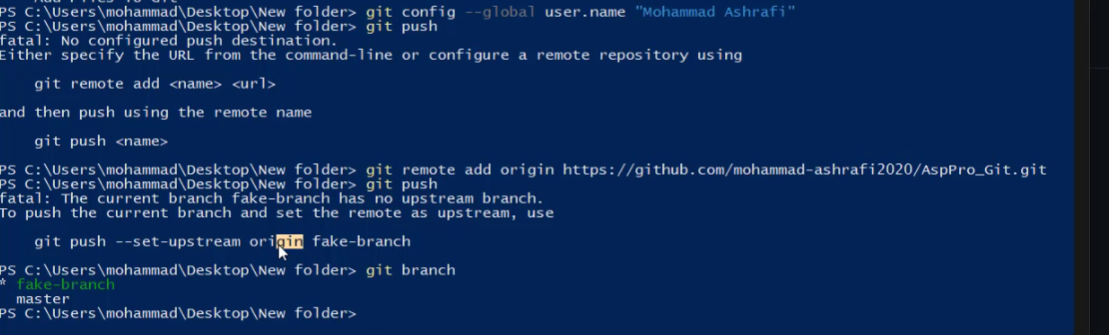 PS C:\Users\mohammad\Desktop\New folder> git config --global user.name "Mohammad Ashrafi"
PS C:\Users\mohammad\Desktop\New folder> git push
fatal: No configured push destination.
Either specify the URL from the command-line or configure a remote repository using
git remote add <name> <url>
and then push using the remote name
git push <name>
PS C:\Users\mohammad\Desktop\New folder> git remote add origin https://github.com/mohammad-ashrafi2020/AspPro_Git.git
PS C:\Users\mohammad\Desktop\New folder> git push
fatal: The current branch fake-branch has no upstream branch.
To push the current branch and set the remote as upstream, use
git push --set-upstream origin fake-branch
PS C:\Users\mohammad\Desktop\New folder> git branch
* fake-branch
master
PS C:\Users\mohammad\Desktop\New folder>